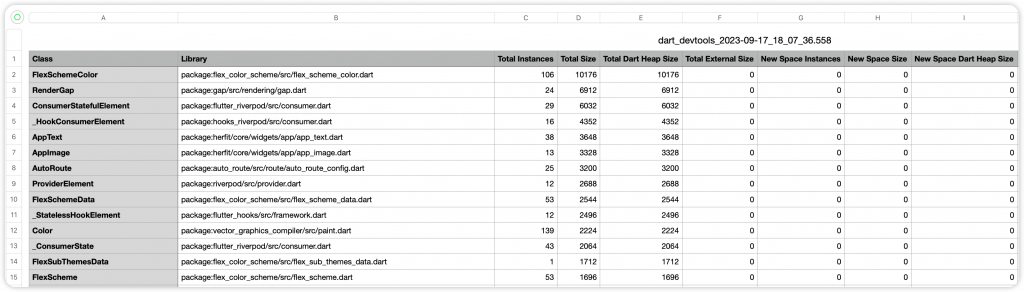 A B C D E F G H I
dart_devtools_2023-09-17_18_07_36.558
1 Class Library Total Instances Total Size Total Dart Heap Size Total External Size New Space Instances New Space Size New Space Dart Heap Size
2 FlexSchemeColor package:flex_color_scheme/src/flex_scheme_color.dart 106 10176 10176 0 0 0 0
3 RenderGap package:gap/src/rendering/gap.dart 24 6912 6912 0 0 0 0
4 ConsumerStatefulElement package:flutter_riverpod/src/consumer.dart 29 6032 6032 0 0 0 0
5 _HookConsumerElement package:hooks_riverpod/src/consumer.dart 16 4352 4352 0 0 0 0
6 AppText package:herfit/core/widgets/app/app_text.dart 38 3648 3648 0 0 0 0
7 AppImage package:herfit/core/widgets/app/app_image.dart 13 3328 3328 0 0 0 0
8 AutoRoute package:auto_route/src/route/auto_route_config.dart 25 3200 3200 0 0 0 0
9 ProviderElement package:riverpod/src/provider.dart 12 2688 2688 0 0 0 0
10 FlexSchemeData package:flex_color_scheme/src/flex_scheme_data.dart 53 2544 2544 0 0 0 0
11 _StatelessHookElement package:flutter_hooks/src/framework.dart 12 2496 2496 0 0 0 0
12 Color package:vector_graphics_compiler/src/paint.dart 139 2224 2224 0 0 0 0
13 _ConsumerState package:flutter_riverpod/src/consumer.dart 43 2064 2064 0 0 0 0
14 FlexSubThemesData package:flex_color_scheme/src/flex_sub_themes_data.dart 1 1712 1712 0 0 0 0
15 FlexScheme package:flex_color_scheme/src/flex_scheme.dart 53 1696 1696 0 0 0 0